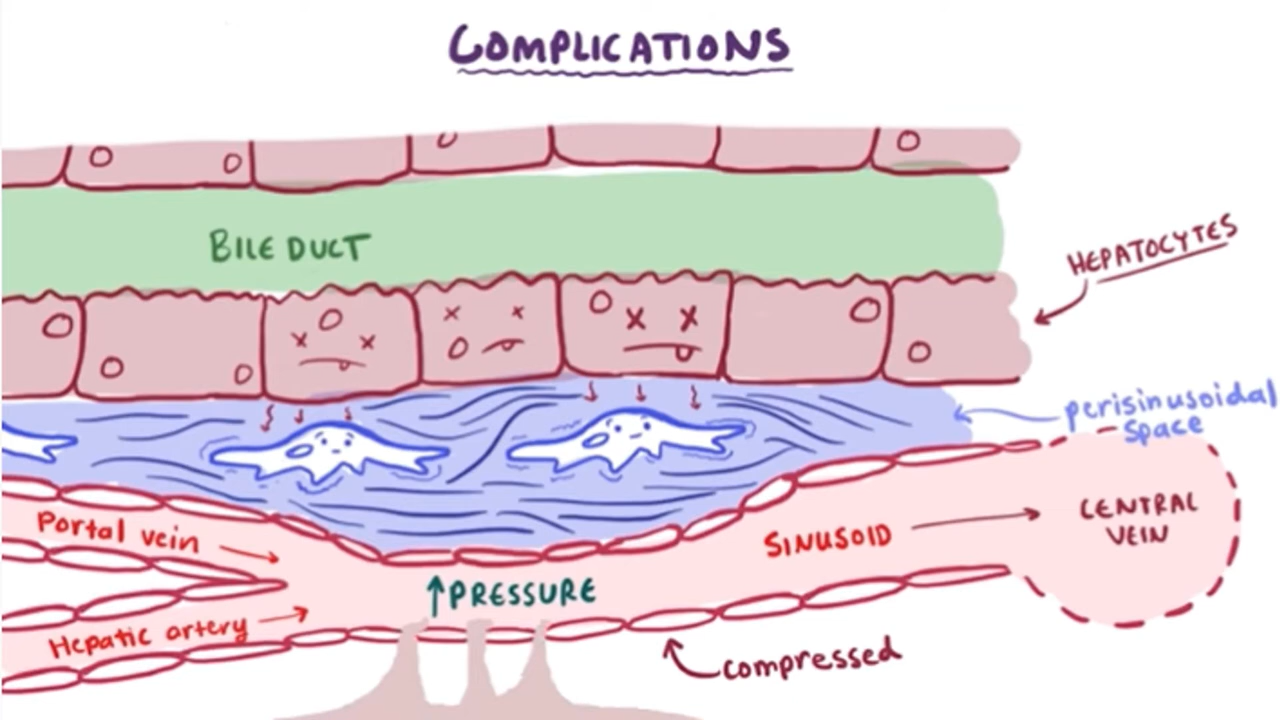 COMPLICATIONS
BILE DUCT
HEPATOCYTES
perisinusoidal
space
Portal vein
SINUSOID
CENTRAL
VEIN
↑PRESSURE
Hepatic artery
compressed